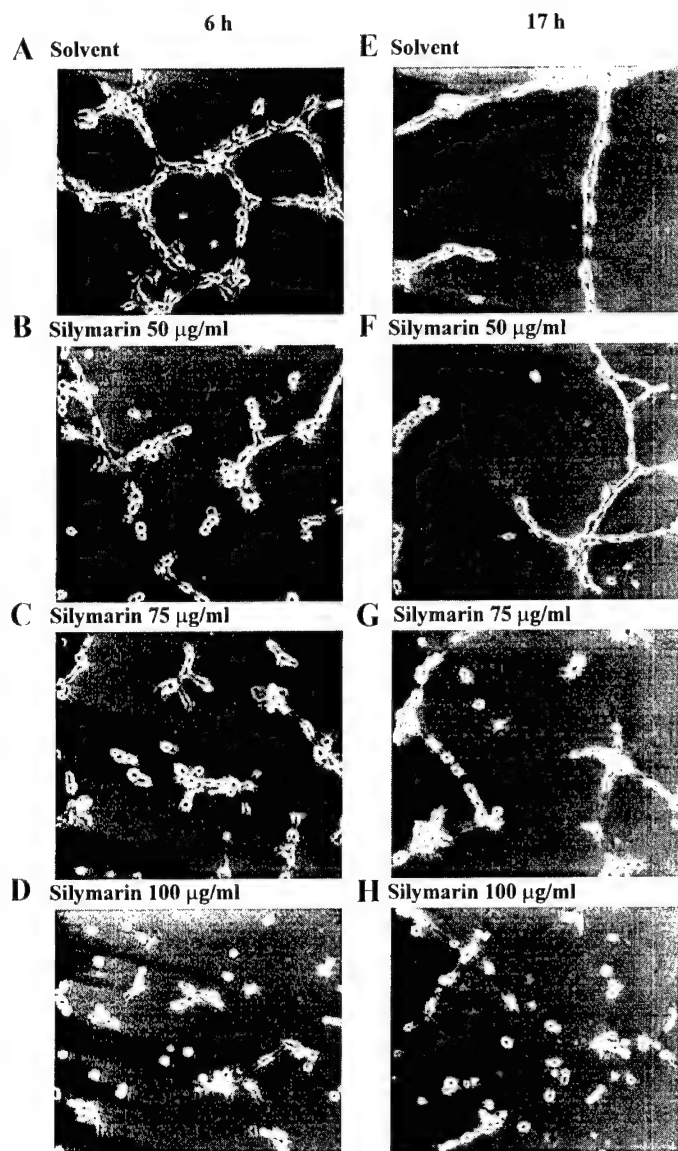 6 h 17 h
A Solvent E Solvent
B Silymarin 50 μg/ml F Silymarin 50 μg/ml
C Silymarin 75 μg/ml G Silymarin 75 μg/ml
D Silymarin 100 μg/ml H Silymarin 100 μg/ml